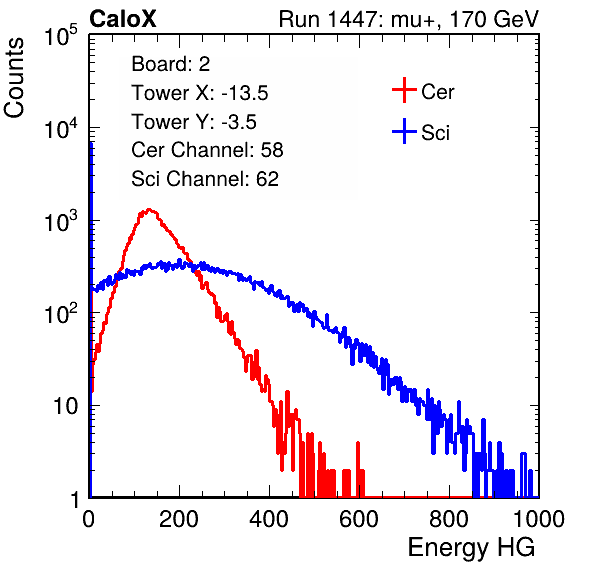 CaloX Run 1447: mu+, 170 GeV
Counts
Board: 2
Tower X: -13.5
Tower Y: -3.5
Cer Channel: 58
Sci Channel: 62
Cer
Sci
10^5
10^4
10^3
10^2
10
1
0 200 400 600 800 1000
Energy HG